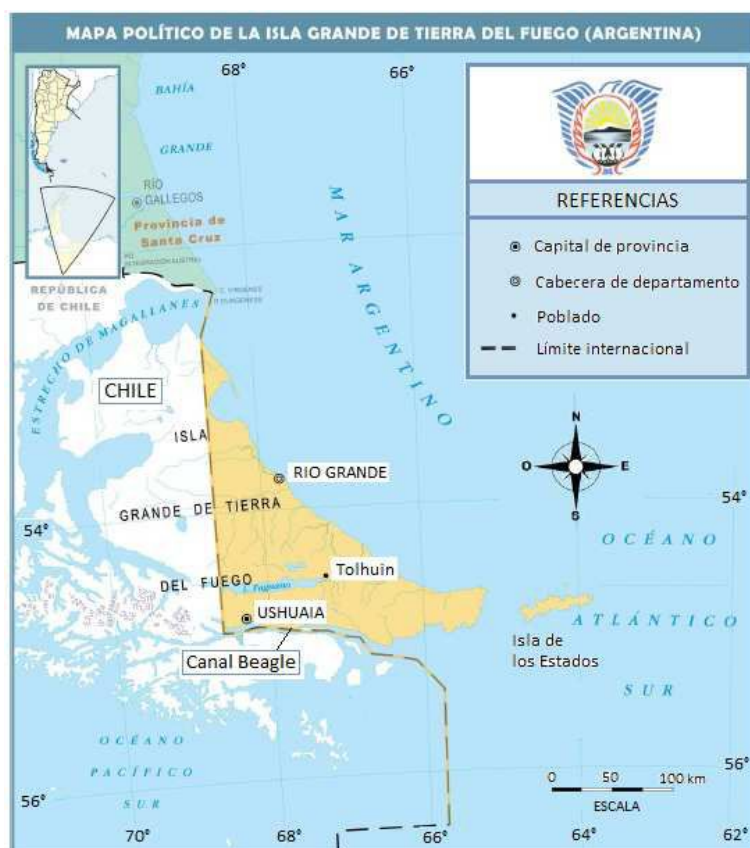 MAPA POLÍTICO DE LA ISLA GRANDE DE TIERRA DEL FUEGO (ARGENTINA)
68°
66°
BAHÍA
GRANDE
RÍO
GALLEGOS
Provincia de
Santa Cruz
REPÚBLICA
DE CHILE
ESTRECHO DE MAGALLANES
MAR ARGENTINO
REFERENCIAS
Capital de provincia
Cabecera de departamento
Poblado
Límite internacional
CHILE
ISLA
GRANDE DE TIERRA
DEL FUEGO
RIO GRANDE
N
O
E
S
54°
54°
OCÉANO
ATLÁNTICO
SUR
L. Fagnano
Tolhuin
USHUAIA
Canal Beagle
Isla de
los Estados
OCÉANO
PACÍFICO
SUR
56°
56°
0 50 100 km
ESCALA
70°
68°
66°
64°
62°